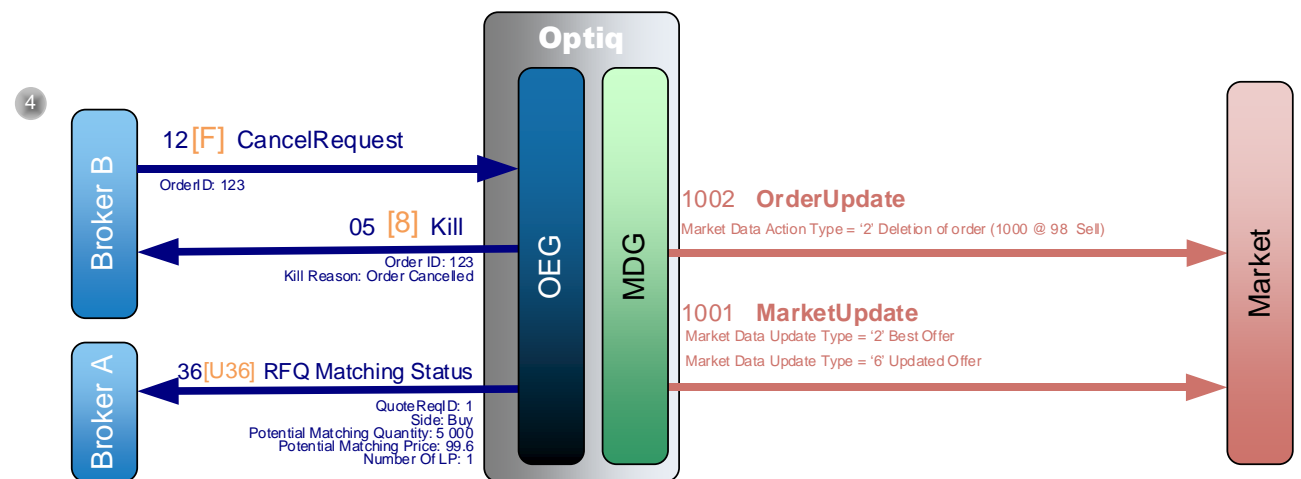 Optiq
4
Broker B
12 [F] CancelRequest
OrderID: 123
05 [8] Kill
Order ID: 123
Kill Reason: Order Cancelled
OEG
MDG
1002 OrderUpdate
Market Data Action Type = ‘2’ Deletion of order (1000 @ 98 Sell)
1001 MarketUpdate
Market Data Update Type = ‘2’ Best Offer
Market Data Update Type = ‘6’ Updated Offer
Market
Broker A
36[U36] RFQ Matching Status
QuoteReqID: 1
Side: Buy
Potential Matching Quantity: 5 000
Potential Matching Price: 99.6
Number Of LP: 1